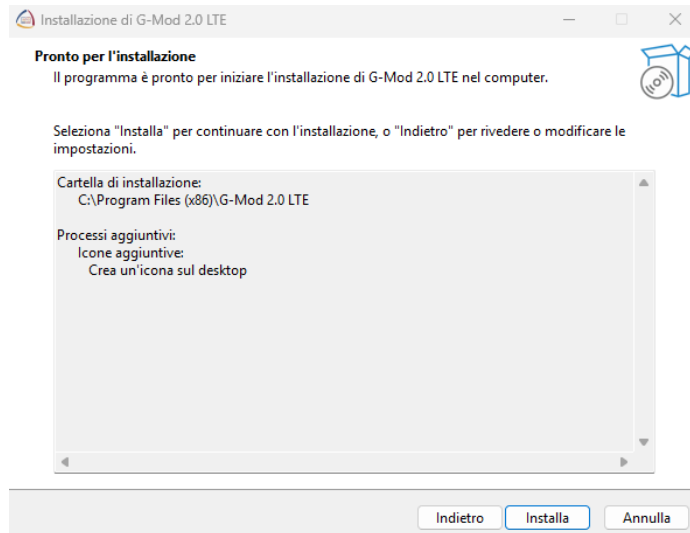 Installazione di G-Mod 2.0 LTE
Pronto per l'installazione
Il programma è pronto per iniziare l'installazione di G-Mod 2.0 LTE nel computer.
Seleziona "Installa" per continuare con l'installazione, o "Indietro" per rivedere o modificare le
impostazioni.
Cartella di installazione:
C:\Program Files (x86)\G-Mod 2.0 LTE
Processi aggiuntivi:
Icone aggiuntive:
Crea un'icona sul desktop
Indietro Installa Annulla